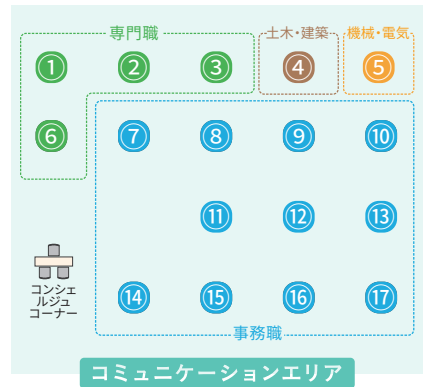 専門職
土木・建築
機械・電気
① ② ③ ④ ⑤
⑥ ⑦ ⑧ ⑨ ⑩
⑪ ⑫ ⑬
コンシェ
ルジュ
コーナー
⑭ ⑮ ⑯ ⑰
事務職
コミュニケーションエリア